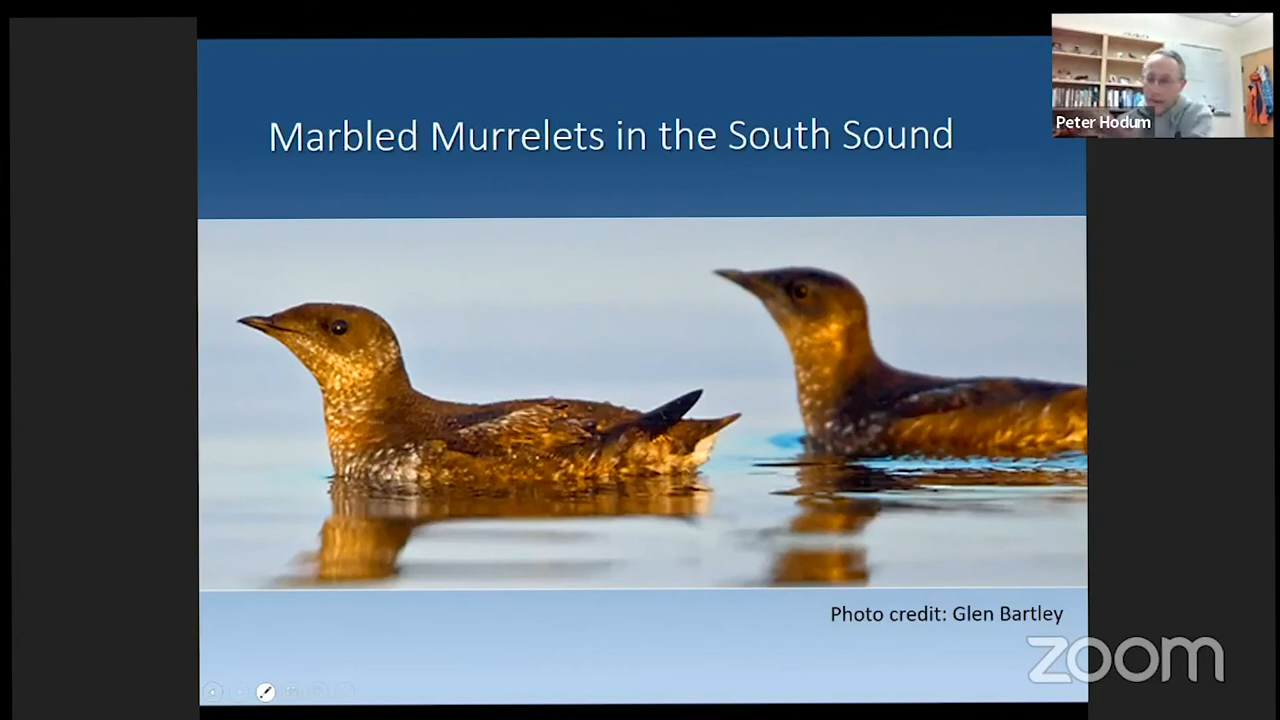 Marbled Murrelets in the South Sound
Peter Hodum
Photo credit: Glen Bartley
zoom